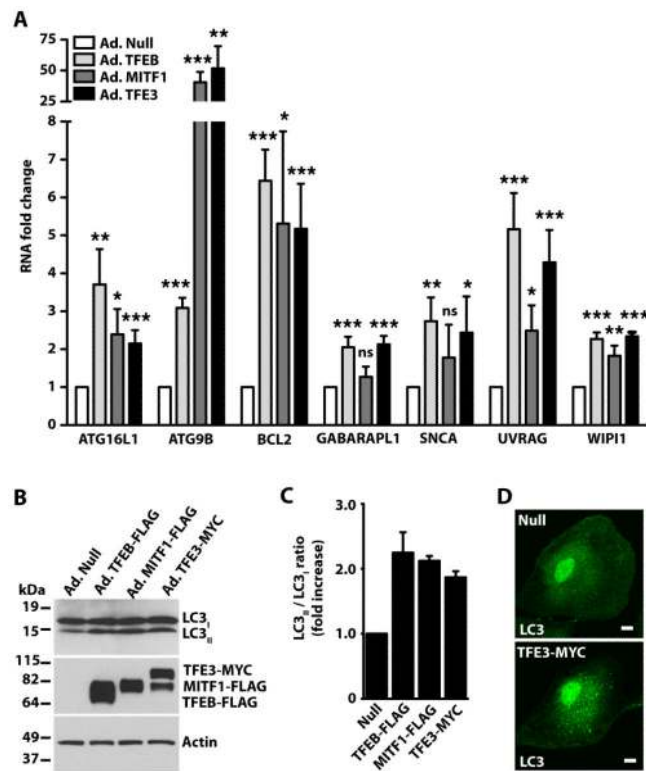 A
75
50
25
8
7
6
5
4
3
2
1
0
RNA fold change
Ad. Null
Ad. TFEB
Ad. MITF1
Ad. TFE3
** * ***
*** *** **
*** * ***
*** ns ***
** ns *
*** * ***
*** ** ***
ATG16L1 ATG9B BCL2 GABARAPL1 SNCA UVRAG WIPI1
B
Ad. Null
Ad. TFEB-FLAG
Ad. MITF1-FLAG
Ad. TFE3-MYC
kDa
19
15
LC3I
LC3II
115
82
64
TFE3-MYC
MITF1-FLAG
TFEB-FLAG
49
37
Actin
C
LC3II / LC3I ratio
(fold increase)
3.0
2.0
1.0
0
Null
TFEB-FLAG
MITF1-FLAG
TFE3-MYC
D
Null
LC3
TFE3-MYC
LC3